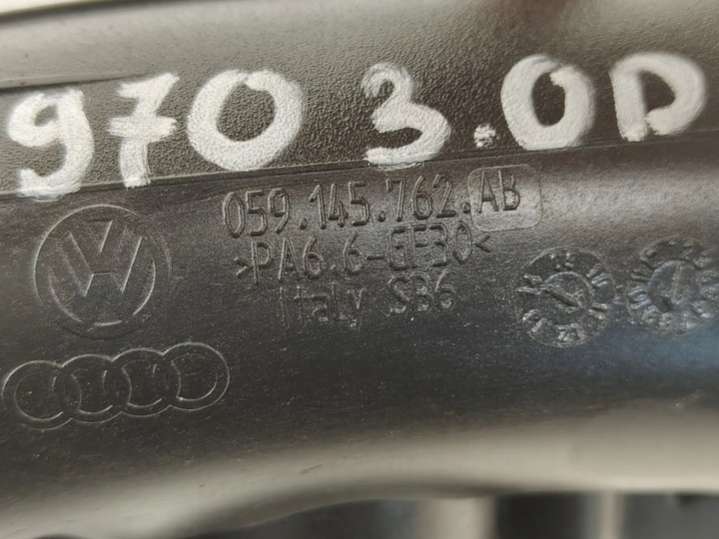 970 3.0D
059.145.762.AB
>PA6.6-GF30<
Italy SB6